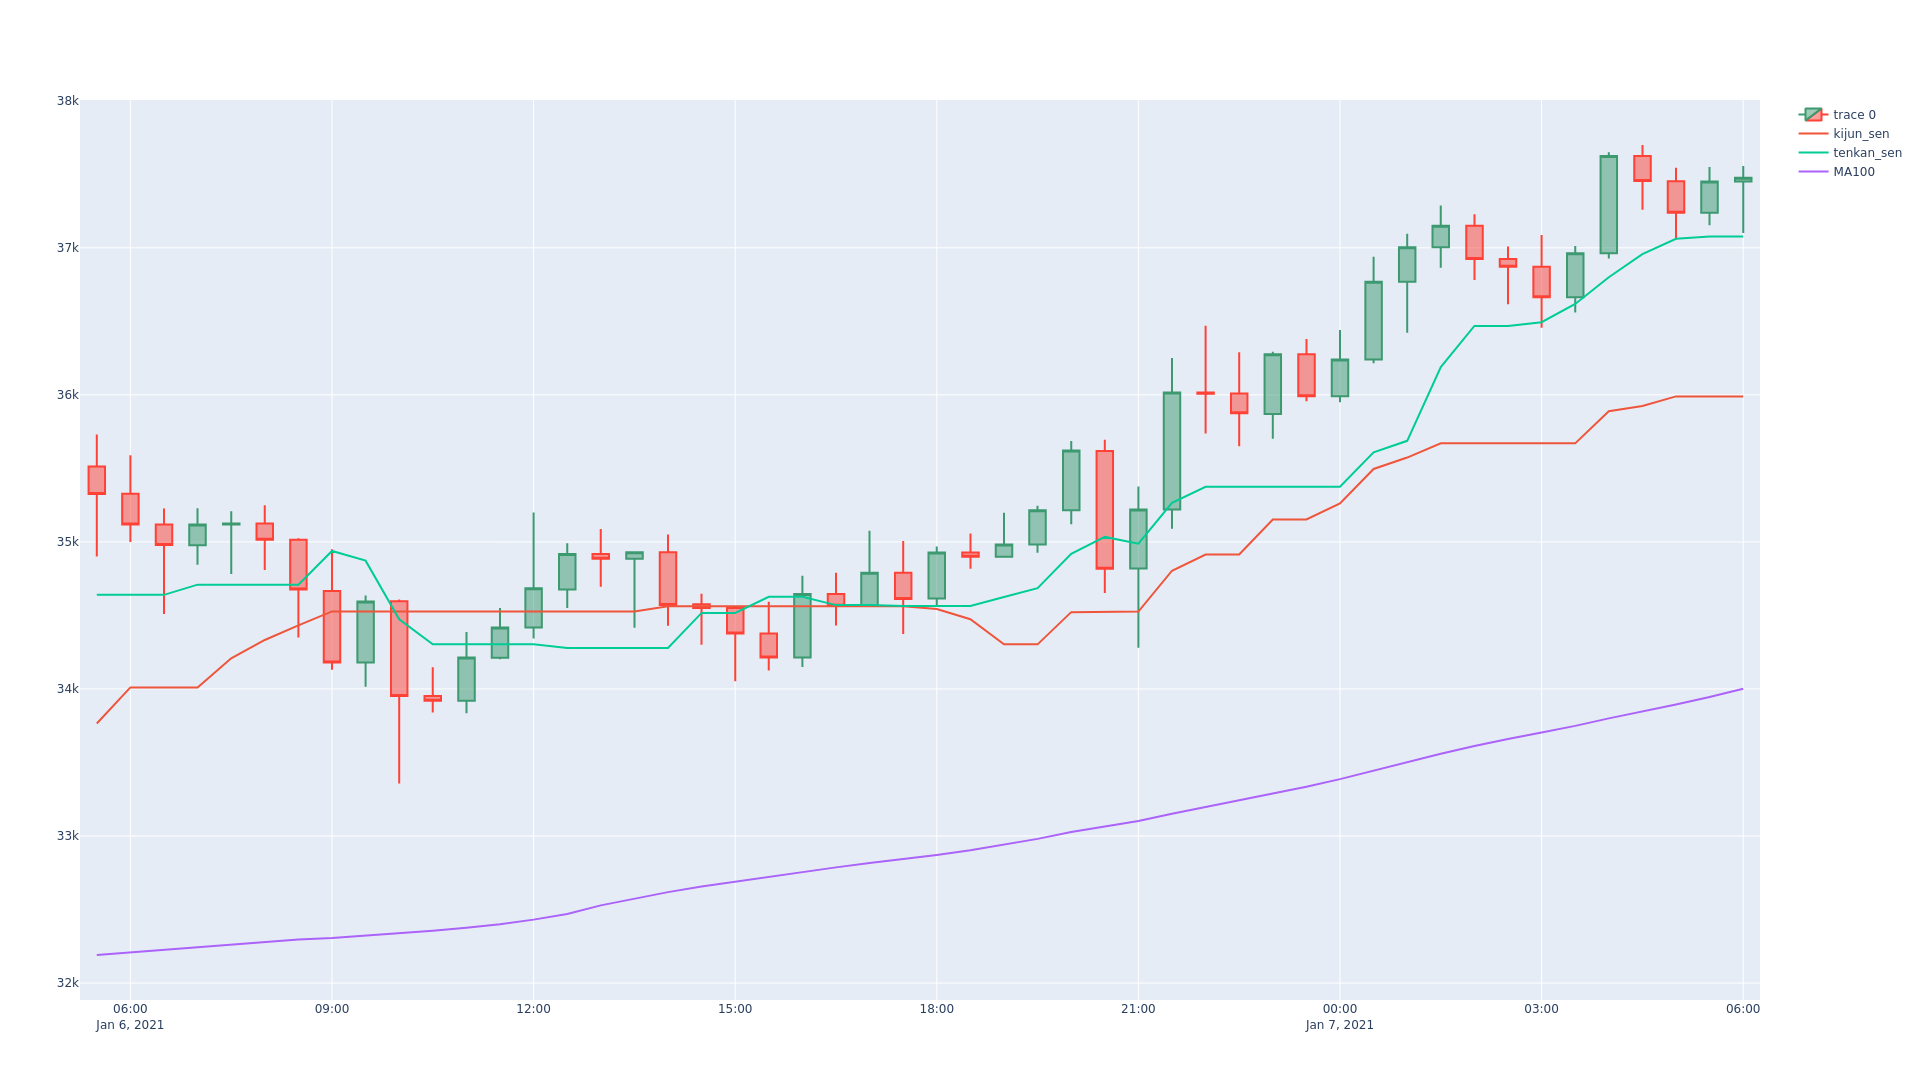 38k
37k
36k
35k
34k
33k
32k
06:00
Jan 6, 2021
09:00
12:00
15:00
18:00
21:00
00:00
Jan 7, 2021
03:00
06:00
trace 0
kijun_sen
tenkan_sen
MA100